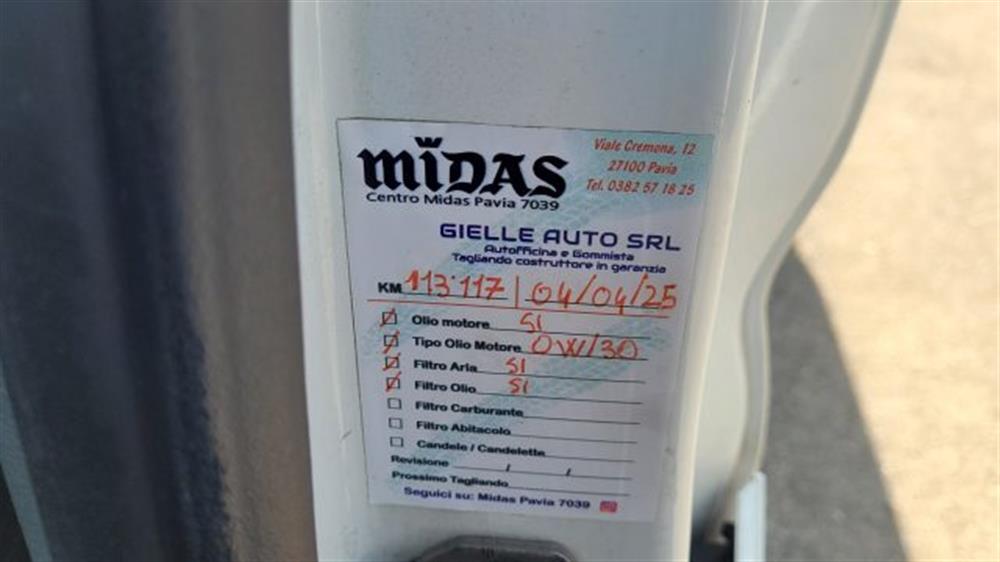 MIDAS
Centro Midas Pavia 7039
Viale Cremona, 12
27100 Pavia
Tel. 0382 57 18 25
GIELLE AUTO SRL
Autofficina e Gommista
Tagliando costruttore in garanzia
KM 113.117 | 04/04/25
Olio motore SI
Tipo Olio Motore 0W/30
Filtro Aria SI
Filtro Olio SI
Filtro Carburante
Filtro Abitacolo
Candele / Candelette
Revisione / /
Prossimo Tagliando
Seguici su: Midas Pavia 7039